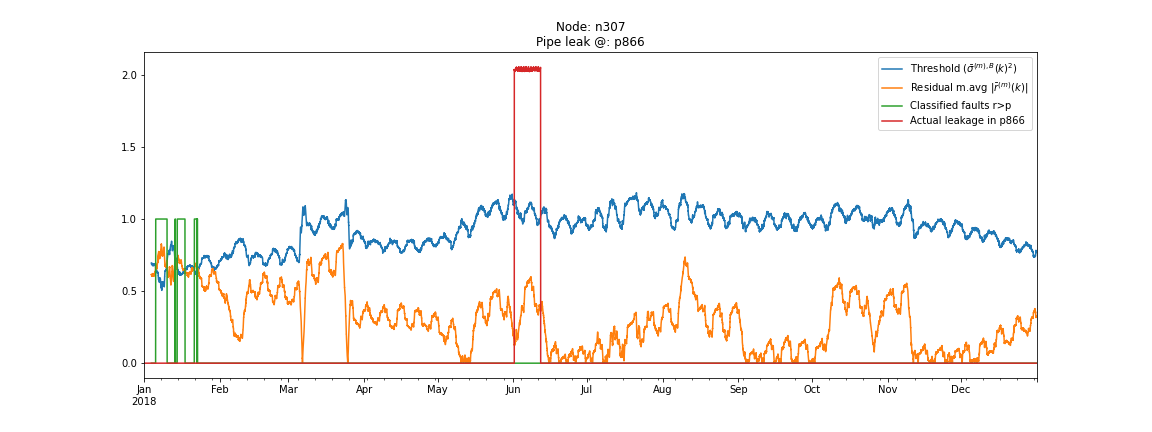 Node: n307
Pipe leak @: p866
Threshold (σ̄⁽ᵐ⁾,ᴮ(k)²)
Residual m.avg |r̄⁽ᵐ⁾(k)|
Classified faults r>p
Actual leakage in p866
2.0
1.5
1.0
0.5
0.0
Jan Feb Mar Apr May Jun Jul Aug Sep Oct Nov Dec
2018